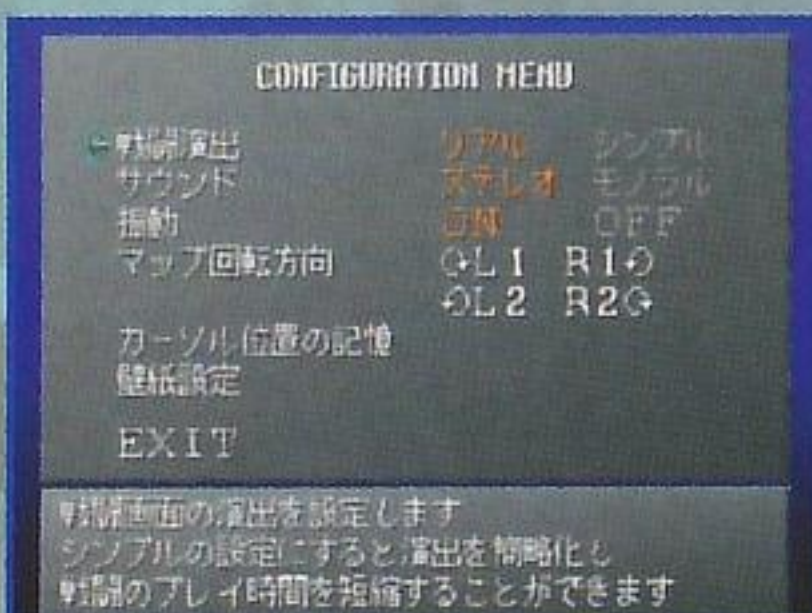 CONFIGURATION MENU
戦闘演出 リアル シンプル
サウンド ステレオ モノラル
振動 ON OFF
マップ回転方向 L1 R1
L2 R2
カーソル位置の記憶
壁紙設定
EXIT
戦闘画面の演出を設定します
シンプルの設定にすると演出を簡略化し
戦闘のプレイ時間を短縮することができます